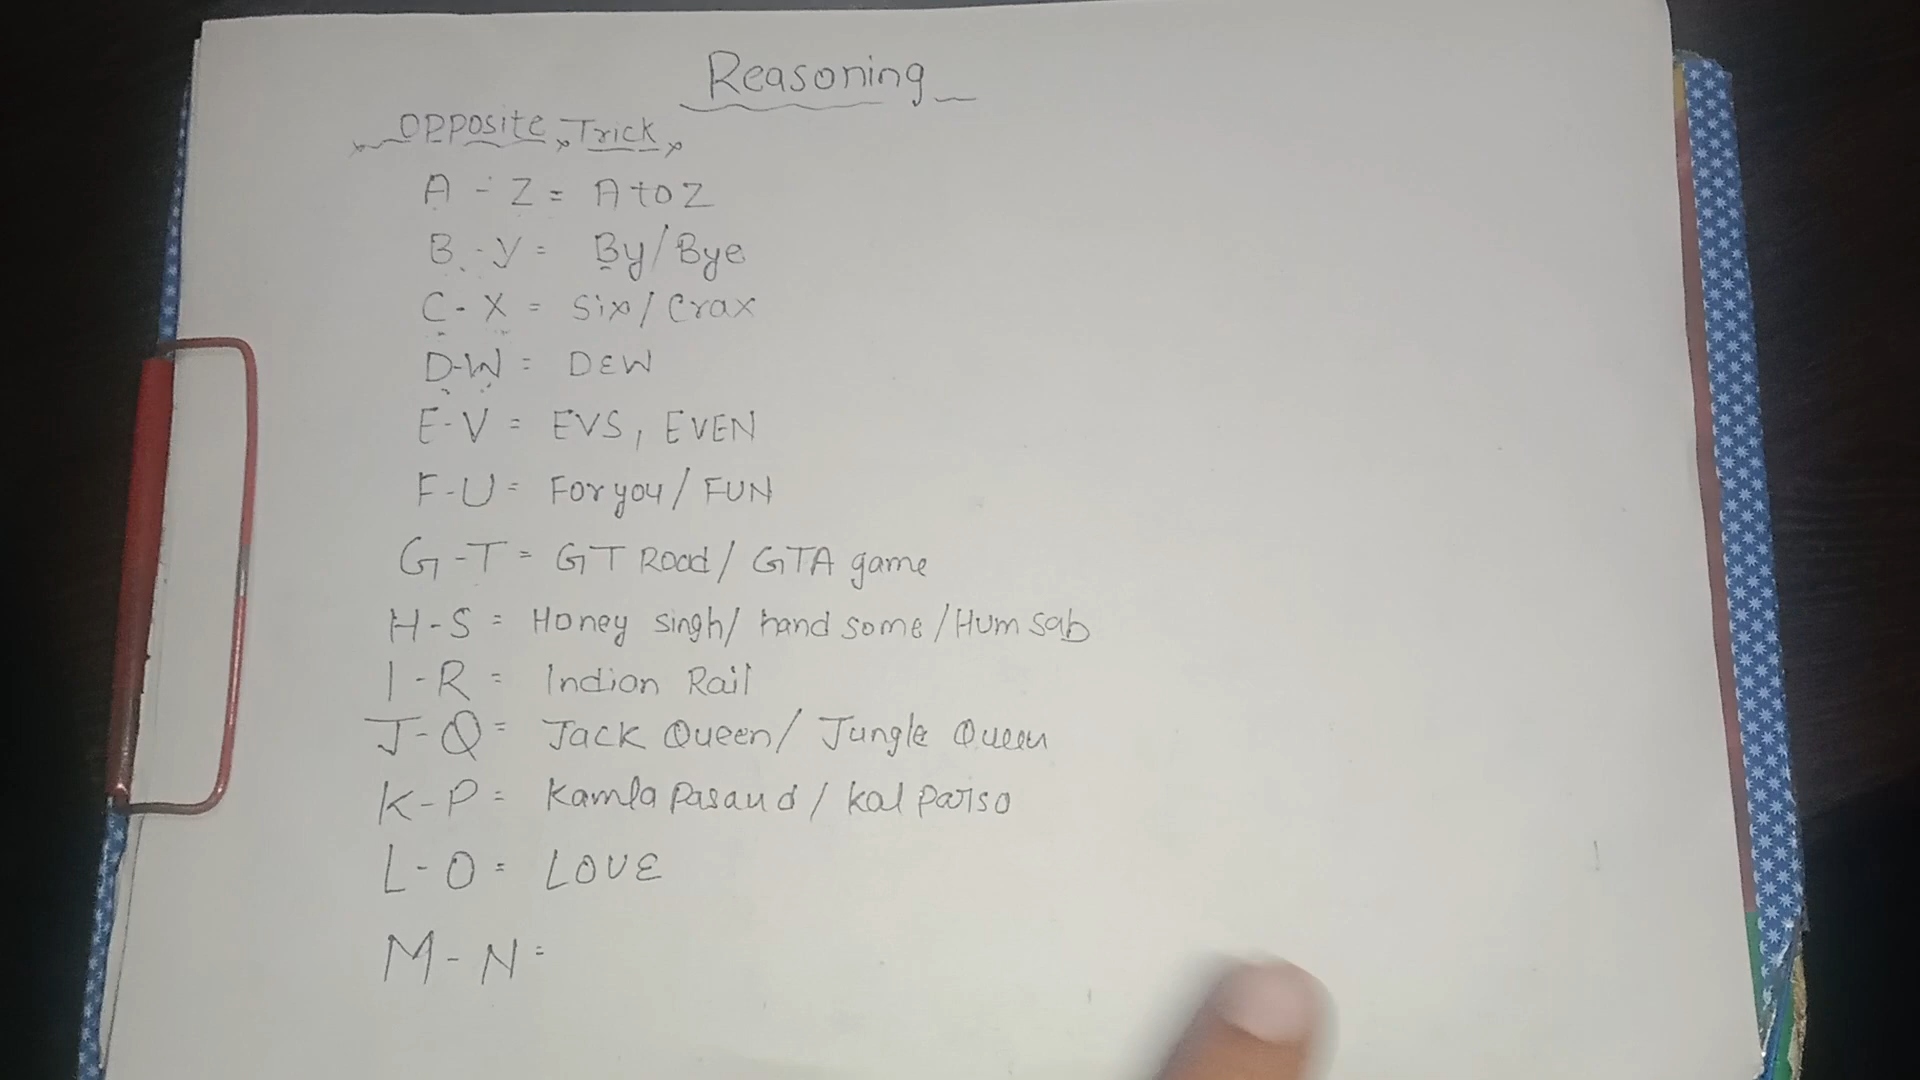 Reasoning
Opposite Trick
A - Z = A to Z
B - y = By/Bye
C - X = Six/Crax
D-W = DEW
E-V = EVS, EVEN
F-U = For you/ FUN
G-T = GT Road/ GTA game
H-S = Honey singh/ hand some/Hum sab
I-R = Indian Rail
J-Q = Jack Queen/ Jungle Queen
K-P = Kamla Pasand/ kal parso
L-O = LOVE
M-N =